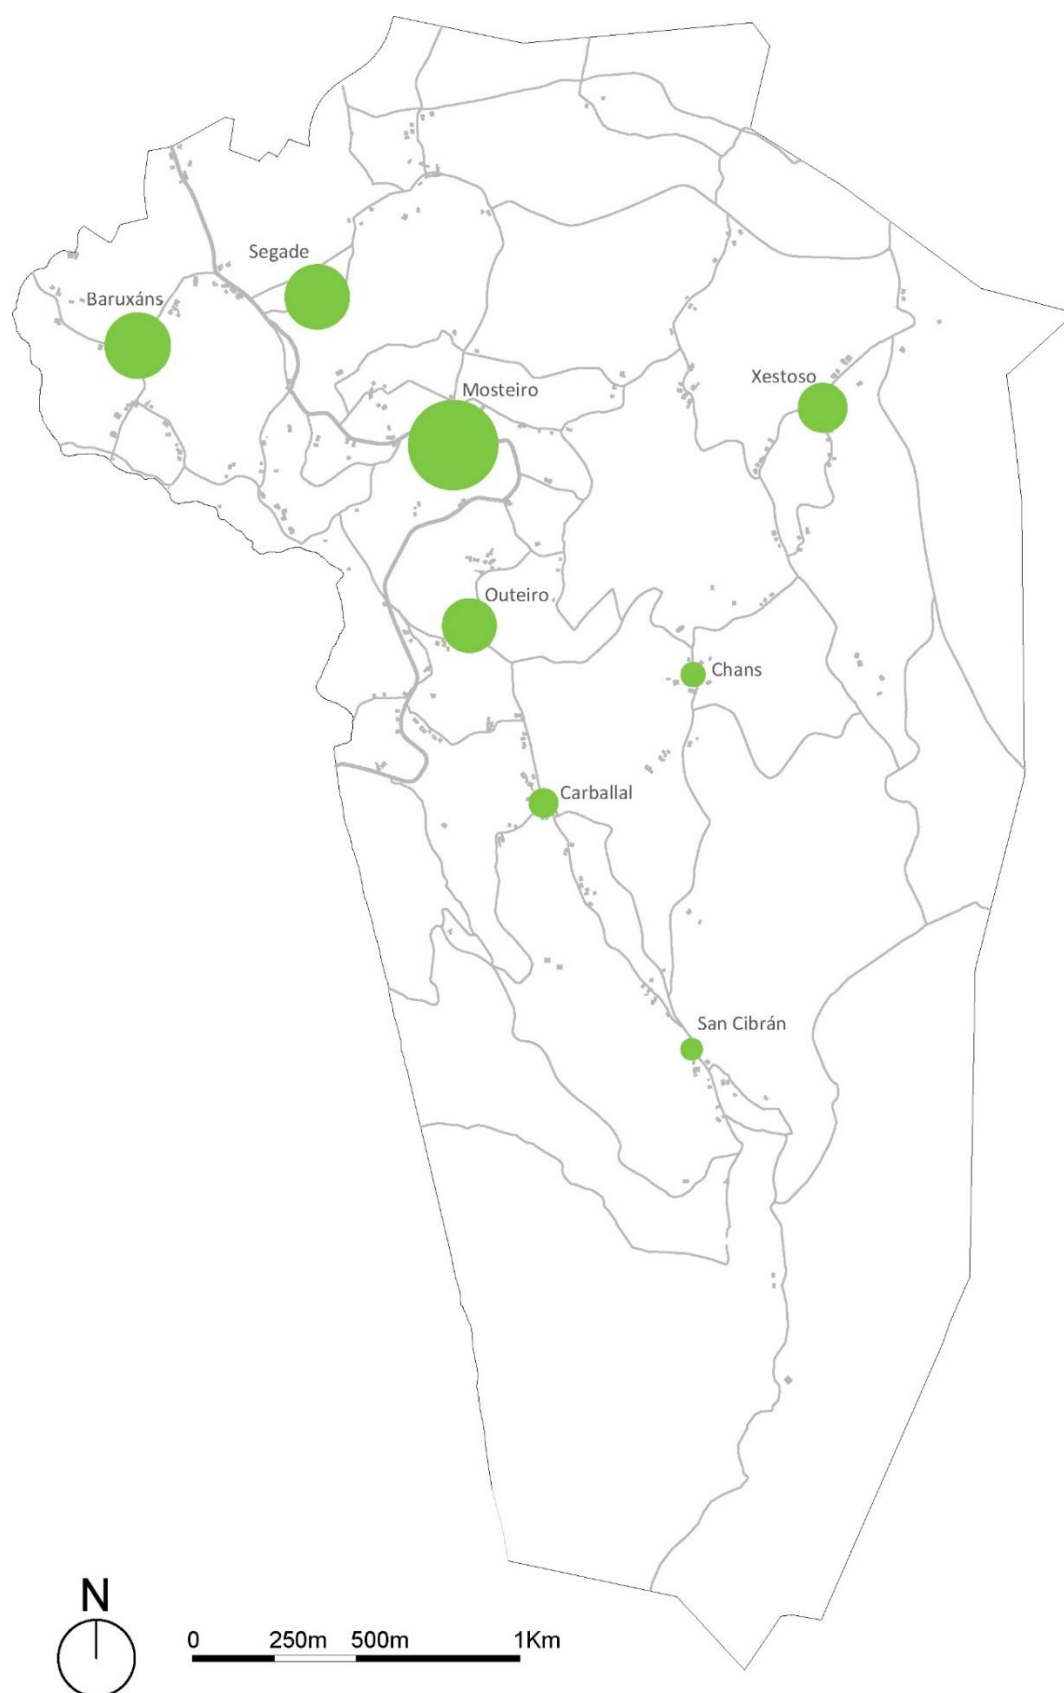 Segade
Baruxáns
Mosteiro
Xestoso
Outeiro
Chans
Carballal
San Cibrán
N
0 250m 500m 1Km